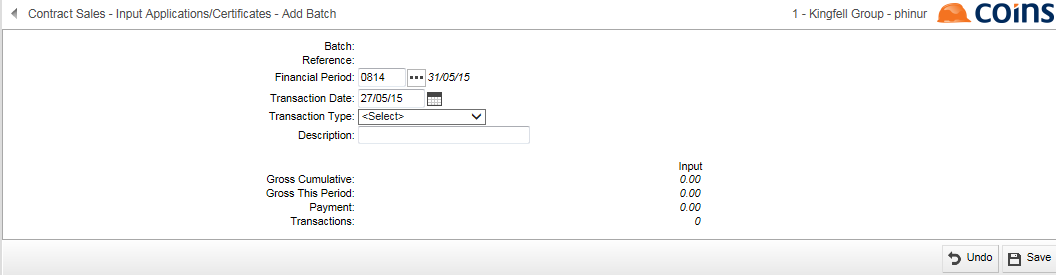 Contract Sales - Input Applications/Certificates - Add Batch 1 - Kingfell Group - phinur coins
Batch:
Reference:
Financial Period: 0814 31/05/15
Transaction Date: 27/05/15
Transaction Type: <Select>
Description:
Input
Gross Cumulative: 0.00
Gross This Period: 0.00
Payment: 0.00
Transactions: 0
Undo Save